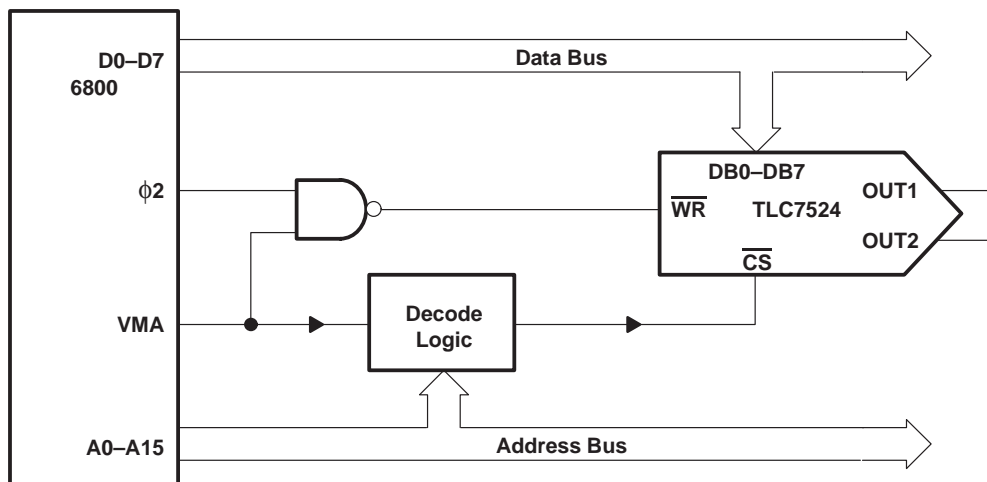 D0–D7
6800
Data Bus
DB0–DB7
ϕ2
WR
TLC7524
OUT1
OUT2
CS
VMA
Decode
Logic
A0–A15
Address Bus